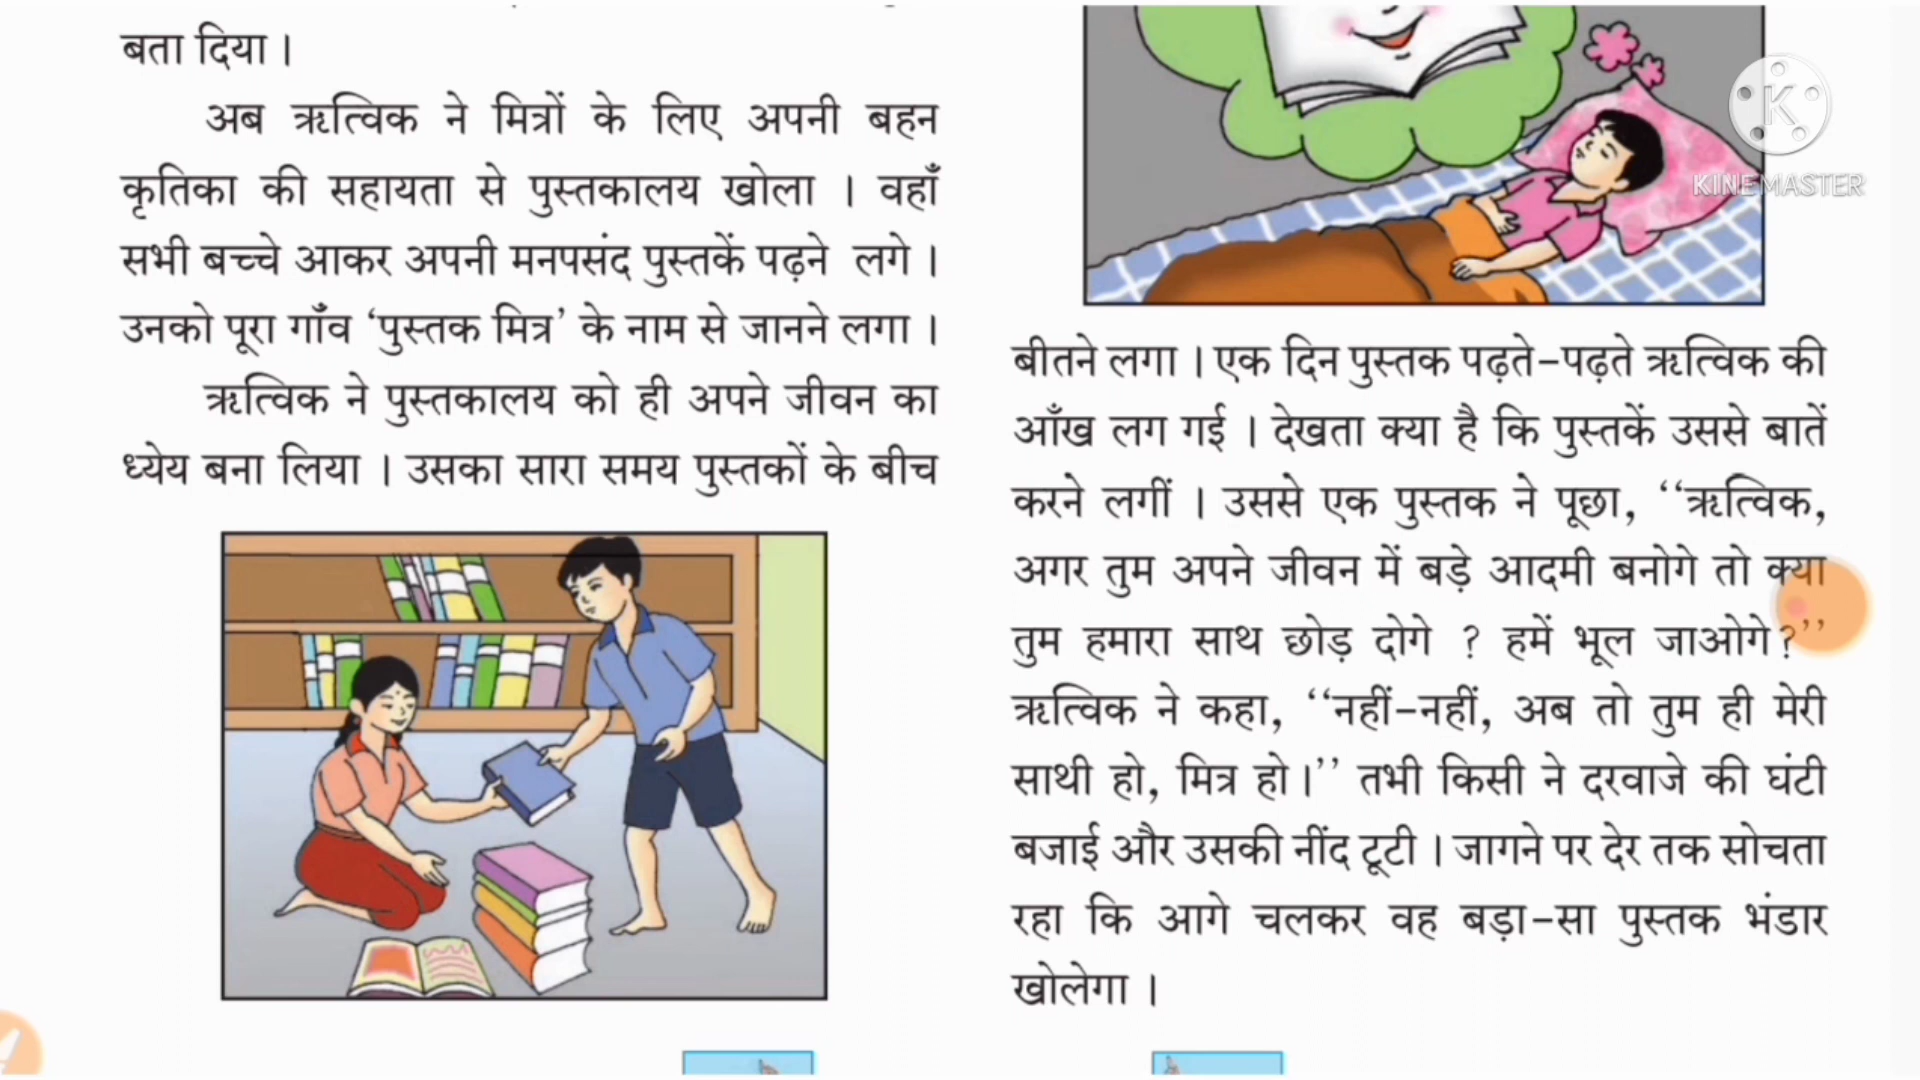 बता दिया ।
अब ऋत्विक ने मित्रों के लिए अपनी बहन
कृतिका की सहायता से पुस्तकालय खोला । वहाँ
सभी बच्चे आकर अपनी मनपसंद पुस्तकें पढ़ने लगे ।
उनको पूरा गाँव ‘पुस्तक मित्र’ के नाम से जानने लगा ।
ऋत्विक ने पुस्तकालय को ही अपने जीवन का
ध्येय बना लिया । उसका सारा समय पुस्तकों के बीच
बीतने लगा । एक दिन पुस्तक पढ़ते-पढ़ते ऋत्विक की
आँख लग गई । देखता क्या है कि पुस्तकें उससे बातें
करने लगीं । उससे एक पुस्तक ने पूछा, ‘‘ऋत्विक,
अगर तुम अपने जीवन में बड़े आदमी बनोगे तो क्या
तुम हमारा साथ छोड़ दोगे ? हमें भूल जाओगे?’’
ऋत्विक ने कहा, ‘‘नहीं-नहीं, अब तो तुम ही मेरी
साथी हो, मित्र हो।’’ तभी किसी ने दरवाजे की घंटी
बजाई और उसकी नींद टूटी । जागने पर देर तक सोचता
रहा कि आगे चलकर वह बड़ा-सा पुस्तक भंडार
खोलेगा ।
K
KINEMASTER